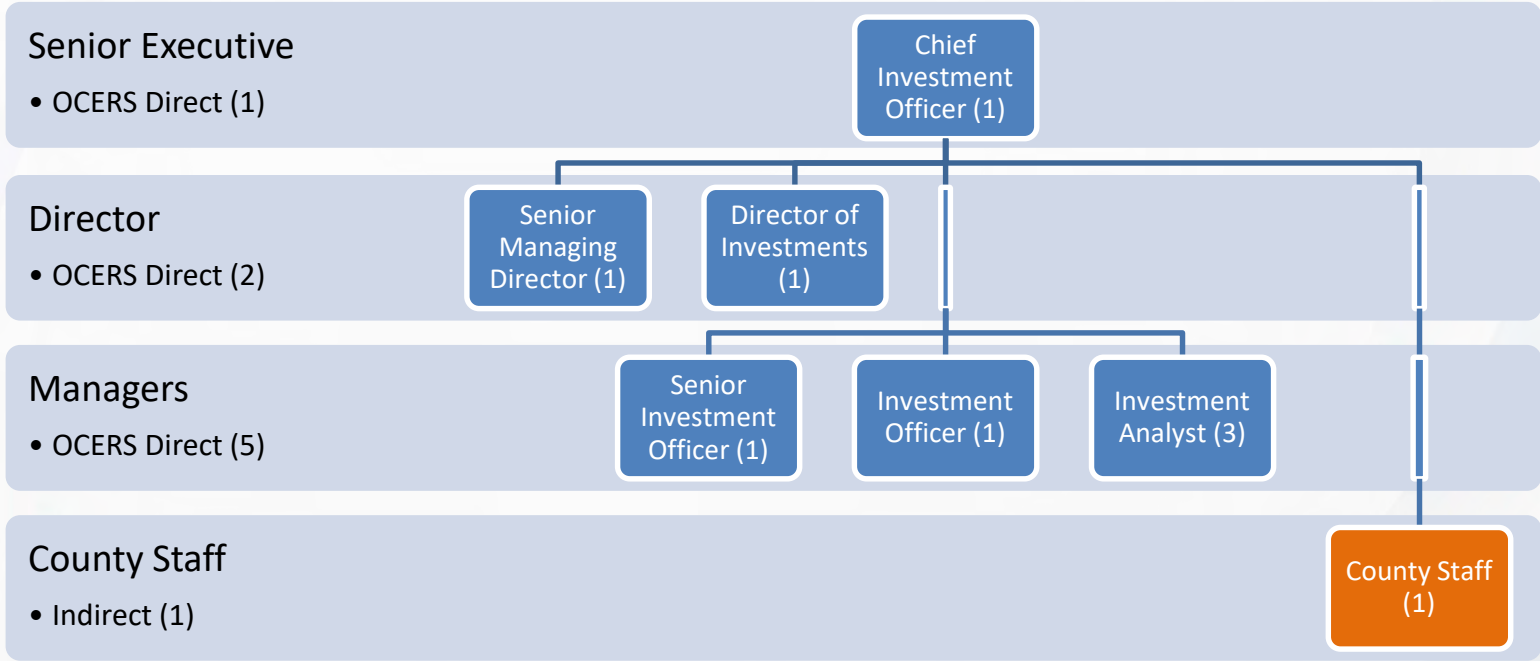 Senior Executive
• OCERS Direct (1)
Chief
Investment
Officer (1)
Director
• OCERS Direct (2)
Senior
Managing
Director (1)
Director of
Investments
(1)
Managers
• OCERS Direct (5)
Senior
Investment
Officer (1)
Investment
Officer (1)
Investment
Analyst (3)
County Staff
• Indirect (1)
County Staff
(1)